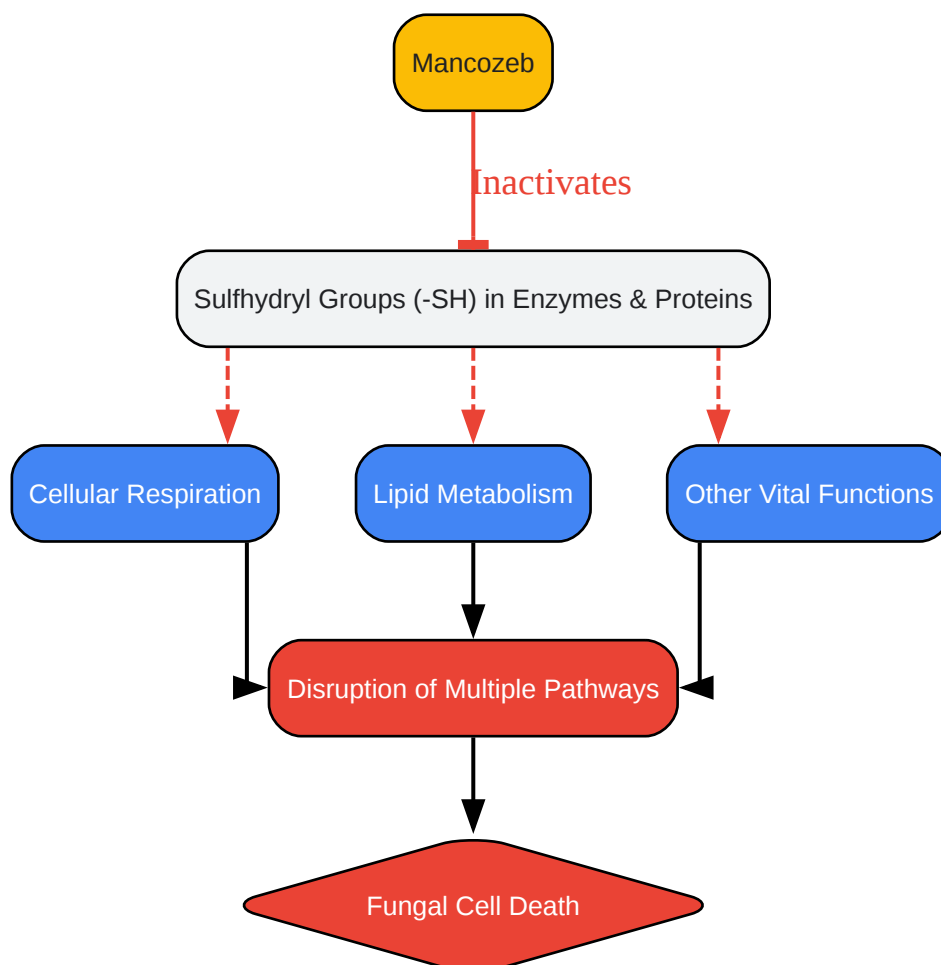 Mancozeb
Inactivates
Sulfhydryl Groups (-SH) in Enzymes & Proteins
Cellular Respiration
Lipid Metabolism
Other Vital Functions
Disruption of Multiple Pathways
Fungal Cell Death